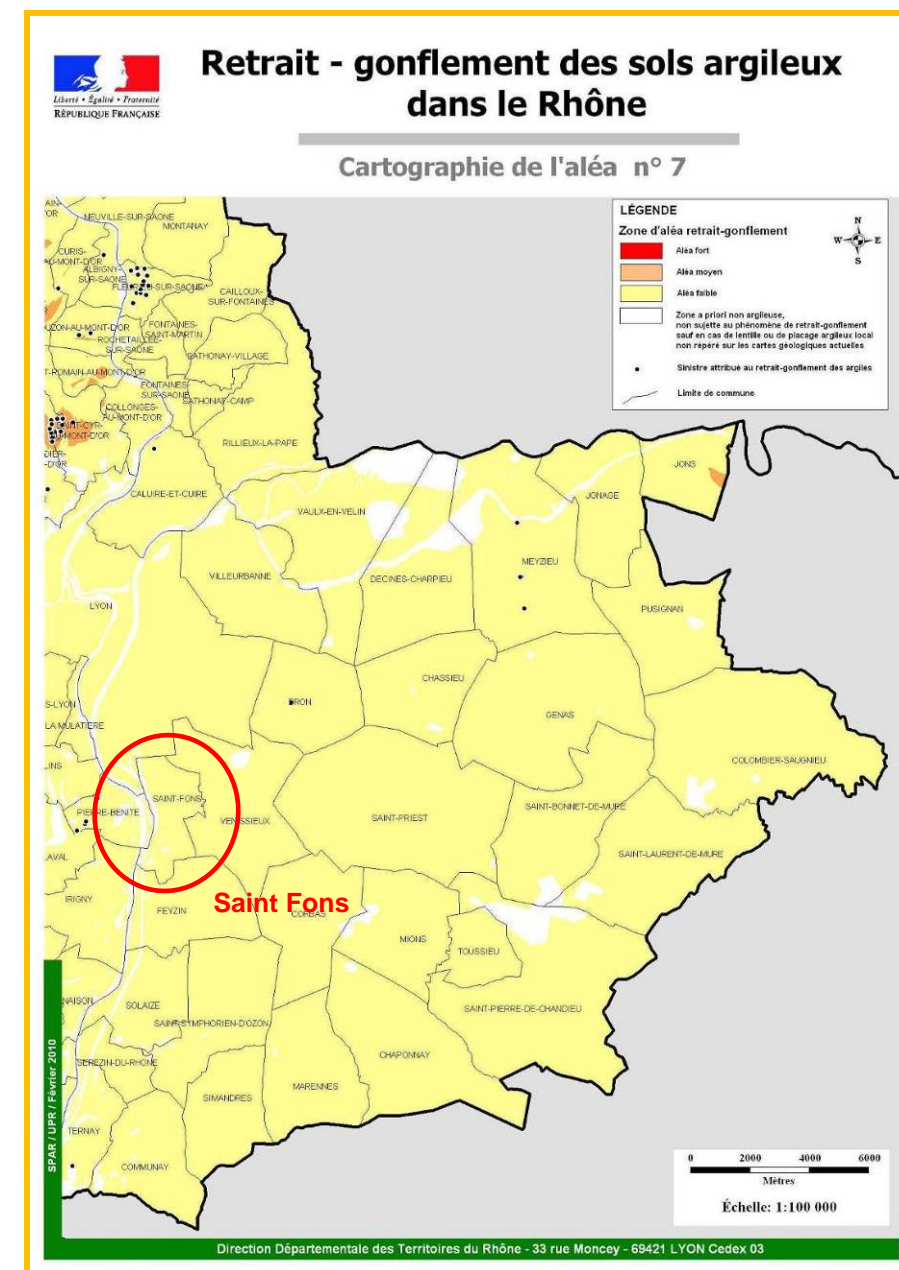 Liberté • Égalité • Fraternité
RÉPUBLIQUE FRANÇAISE
Retrait - gonflement des sols argileux
dans le Rhône
Cartographie de l'aléa n° 7
LÉGENDE
Zone d'aléa retrait-gonflement
N
W
E
S
Aléa fort
Aléa moyen
Aléa faible
Zone a priori non argileuse,
non sujette au phénomène de retrait-gonflement
sauf en cas de lentille ou de placage argileux local
non répéré sur les cartes géologiques actuelles
Sinistre attribué au retrait-gonflement des argiles
Limite de commune
NEUVILLE-SUR-SAONE
MONTANAY
CURIS-
AU-MONT-D'OR
ALBIGNY-
SUR-SAONE
FLEURIEU-SUR-SAONE
CAILLOUX-
SUR-FONTAINES
FONTAINES-
SAINT-MARTIN
ROCHETAILLEE-
SUR-SAONE
SATHONAY-VILLAGE
FONTAINES-
SUR-SAONE
SATHONAY-CAMP
COLLONGES-
AU-MONT-D'OR
RILLIEUX-LA-PAPE
CALUIRE-ET-CUIRE
VAULX-EN-VELIN
JONS
JONAGE
MEYZIEU
VILLEURBANNE
DECINES-CHARPIEU
LYON
PUSIGNAN
CHASSIEU
BRON
GENAS
LA MULATIERE
COLOMBIER-SAUGNIEU
SAINT-FONS
PIERRE-BENITE
VENISSIEUX
SAINT-PRIEST
SAINT-BONNET-DE-MURE
SAINT-LAURENT-DE-MURE
IRIGNY
FEYZIN
Saint Fons
CORBAS
MIONS
TOUSSIEU
SOLAIZE
SAINT-SYMPHORIEN-D'OZON
SAINT-PIERRE-DE-CHANDIEU
SEREZIN-DU-RHONE
CHAPONNAY
SIMANDRES
MARENNES
TERNAY
COMMUNAY
SPAR / UPR / Février 2010
0 2000 4000 6000
Mètres
Échelle: 1:100 000
Direction Départementale des Territoires du Rhône - 33 rue Moncey - 69421 LYON Cedex 03